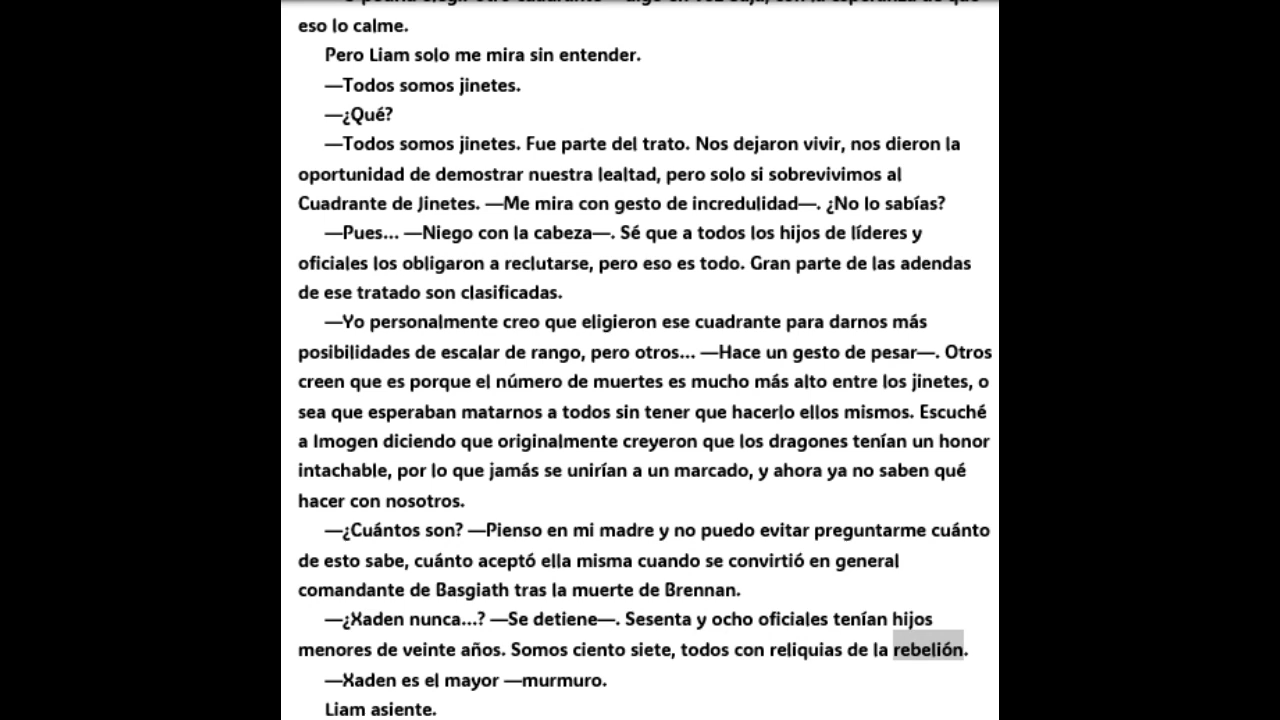 eso lo calme.
Pero Liam solo me mira sin entender.
—Todos somos jinetes.
—¿Qué?
—Todos somos jinetes. Fue parte del trato. Nos dejaron vivir, nos dieron la
oportunidad de demostrar nuestra lealtad, pero solo si sobrevivimos al
Cuadrante de Jinetes. —Me mira con gesto de incredulidad—. ¿No lo sabías?
—Pues... —Niego con la cabeza—. Sé que a todos los hijos de líderes y
oficiales los obligaron a reclutarse, pero eso es todo. Gran parte de las adendas
de ese tratado son clasificadas.
—Yo personalmente creo que eligieron ese cuadrante para darnos más
posibilidades de escalar de rango, pero otros... —Hace un gesto de pesar—. Otros
creen que es porque el número de muertes es mucho más alto entre los jinetes, o
sea que esperaban matarnos a todos sin tener que hacerlo ellos mismos. Escuché
a Imogen diciendo que originalmente creyeron que los dragones tenían un honor
intachable, por lo que jamás se unirían a un marcado, y ahora ya no saben qué
hacer con nosotros.
—¿Cuántos son? —Pienso en mi madre y no puedo evitar preguntarme cuánto
de esto sabe, cuánto aceptó ella misma cuando se convirtió en general
comandante de Basgiath tras la muerte de Brennan.
—¿Xaden nunca...? —Se detiene—. Sesenta y ocho oficiales tenían hijos
menores de veinte años. Somos ciento siete, todos con reliquias de la rebelión.
—Xaden es el mayor —murmuro.
Liam asiente.